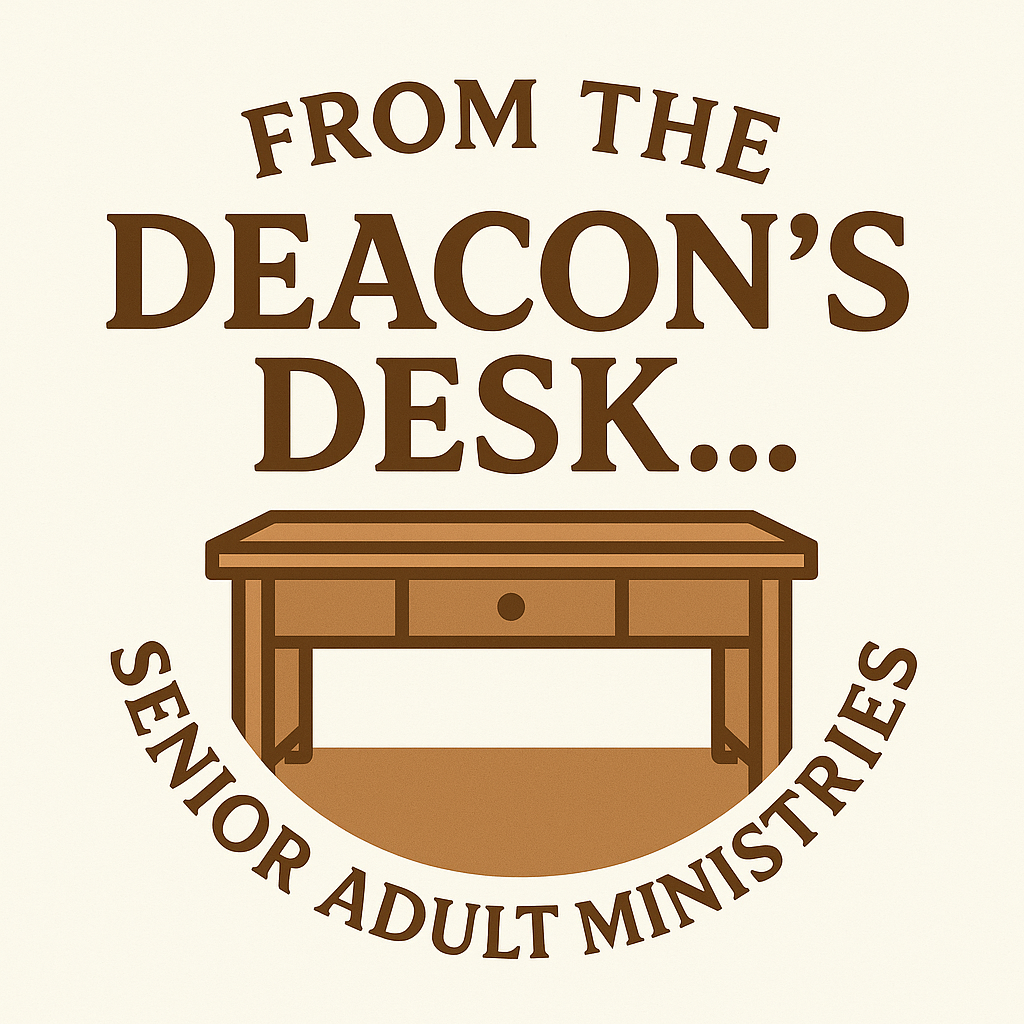 FROM THE
DEACON’S
DESK...
SENIOR ADULT MINISTRIES